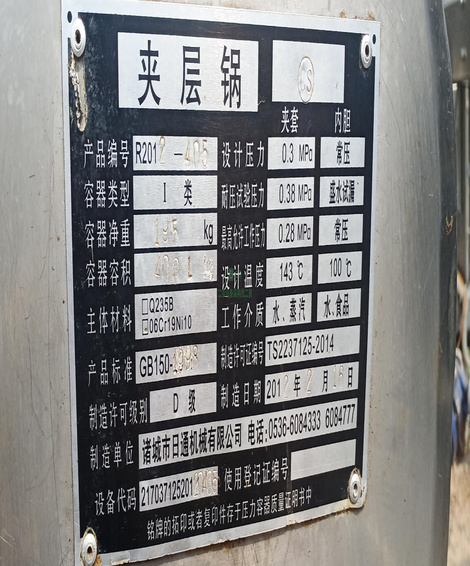 夹层锅
CS
夹套 内胆
产品编号 R2012-405 设计压力 0.3 MPa 常压
容器类型 I 类 耐压试验压力 0.38 MPa 盛水试漏
容器净重 195 kg 最高允许工作压力 0.28 MPa 常压
容器容积 400 L 设计温度 143℃ 100℃
主体材料 □Q235B 工作介质 水、蒸汽 水、食品
□06Cr19Ni10
产品标准 GB150-1998 制造许可证编号 TS2237125-2014
制造许可级别 D 级 制造日期 2012 年 2 月 日
制造单位 诸城市日通机械有限公司 电话:0536-6084333 6084777
设备代码 217037125201 使用登记证编号
铭牌的拓印或者复印件存于压力容器质量证明书中